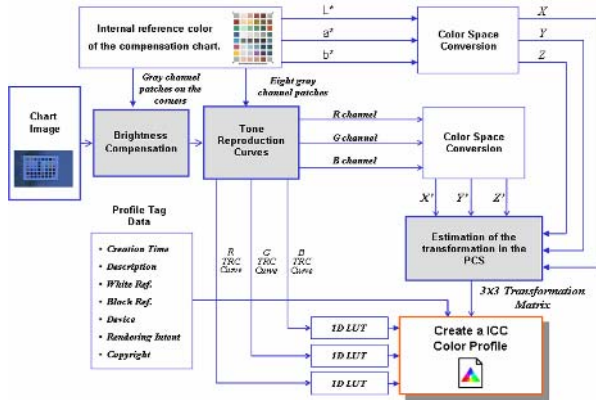 Internal reference color
of the compensation chart.
L*
a*
b*
Color Space
Conversion
X
Y
Z
Gray channel
patches on the
corners
Eight gray
channel patches
Chart
Image
Brightness
Compensation
Tone
Reproduction
Curves
R channel
G channel
B channel
Color Space
Conversion
X'
Y'
Z'
Profile Tag
Data
• Creation Time
• Description
• White Ref.
• Black Ref.
• Device
• Rendering Intent
• Copyright
R
TRC
Curve
G
TRC
Curve
B
TRC
Curve
Estimation of the
transformation in the
PCS
3X3 Transformation
Matrix
1D LUT
1D LUT
1D LUT
Create a ICC
Color Profile